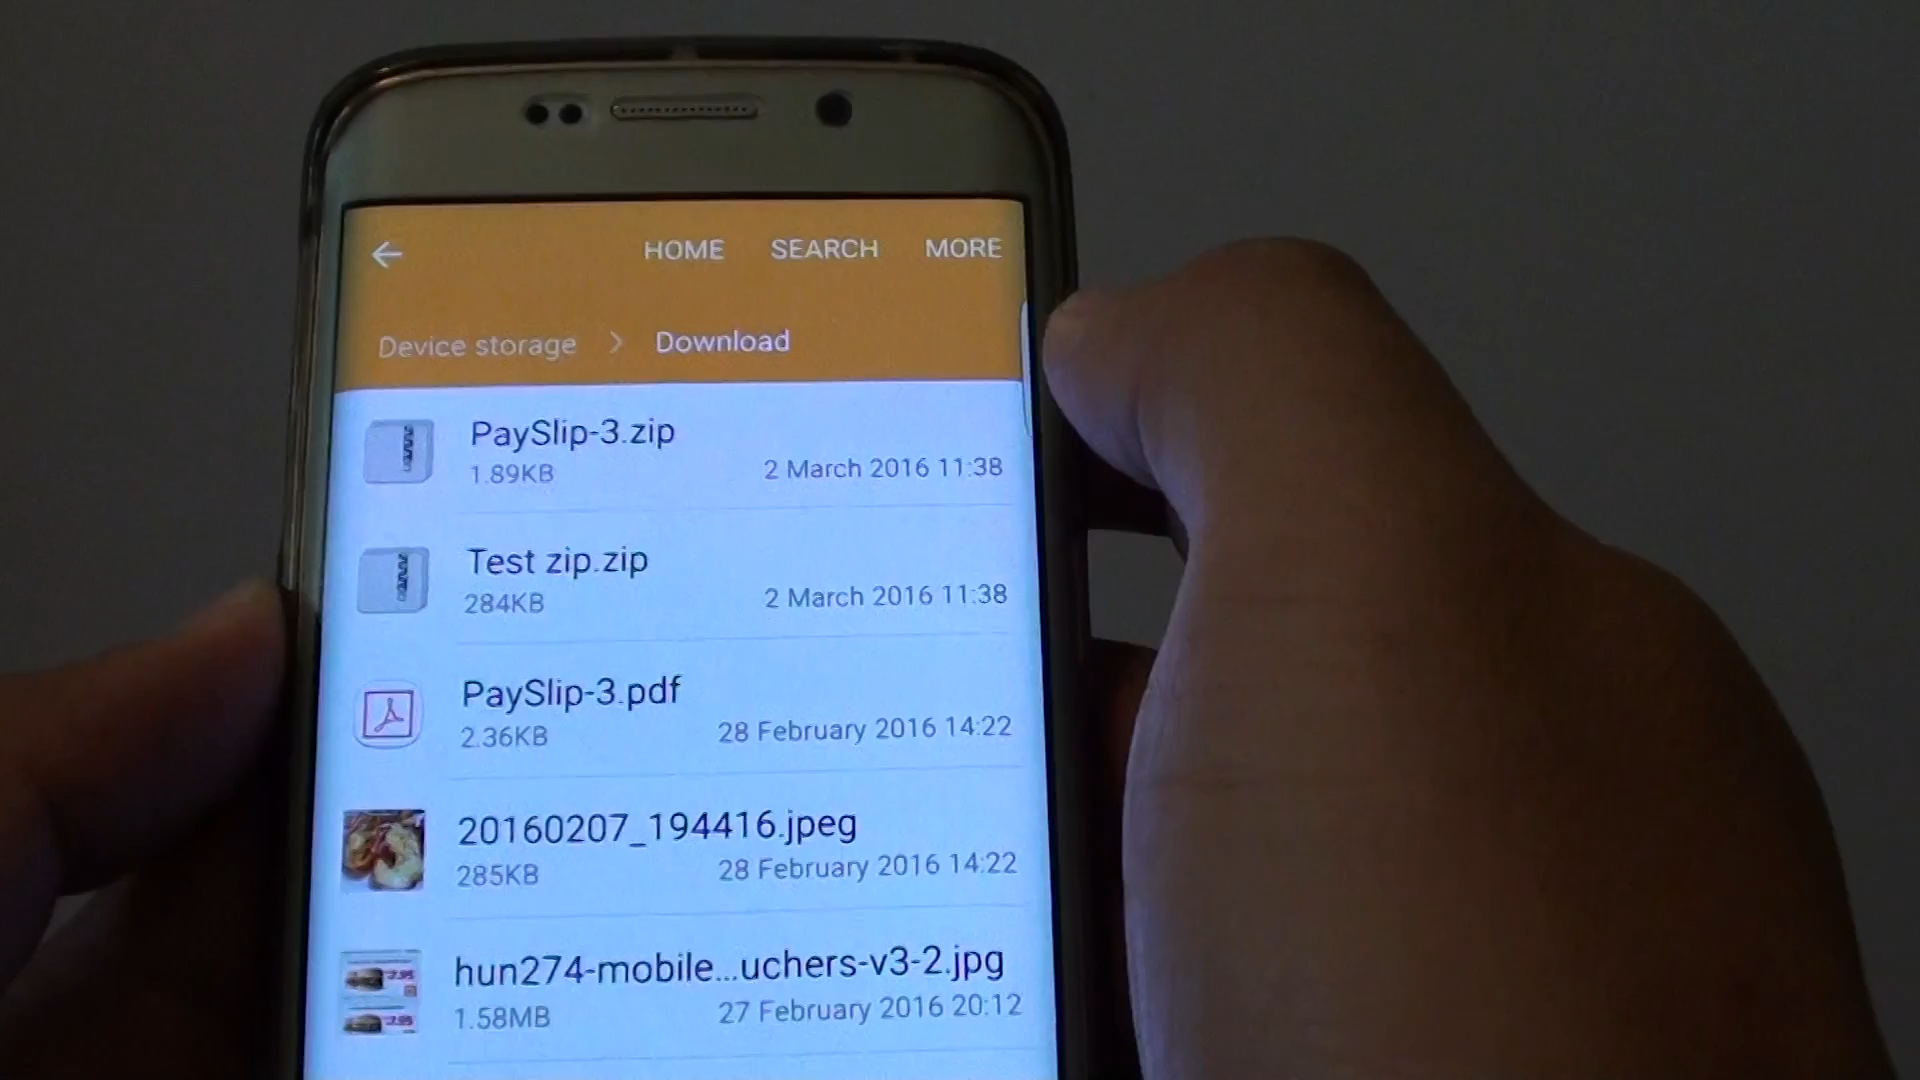 HOME SEARCH MORE
Device storage > Download
PaySlip-3.zip
1.89KB 2 March 2016 11:38
Test zip.zip
284KB 2 March 2016 11:38
PaySlip-3.pdf
2.36KB 28 February 2016 14:22
20160207_194416.jpeg
285KB 28 February 2016 14:22
hun274-mobile...uchers-v3-2.jpg
1.58MB 27 February 2016 20:12